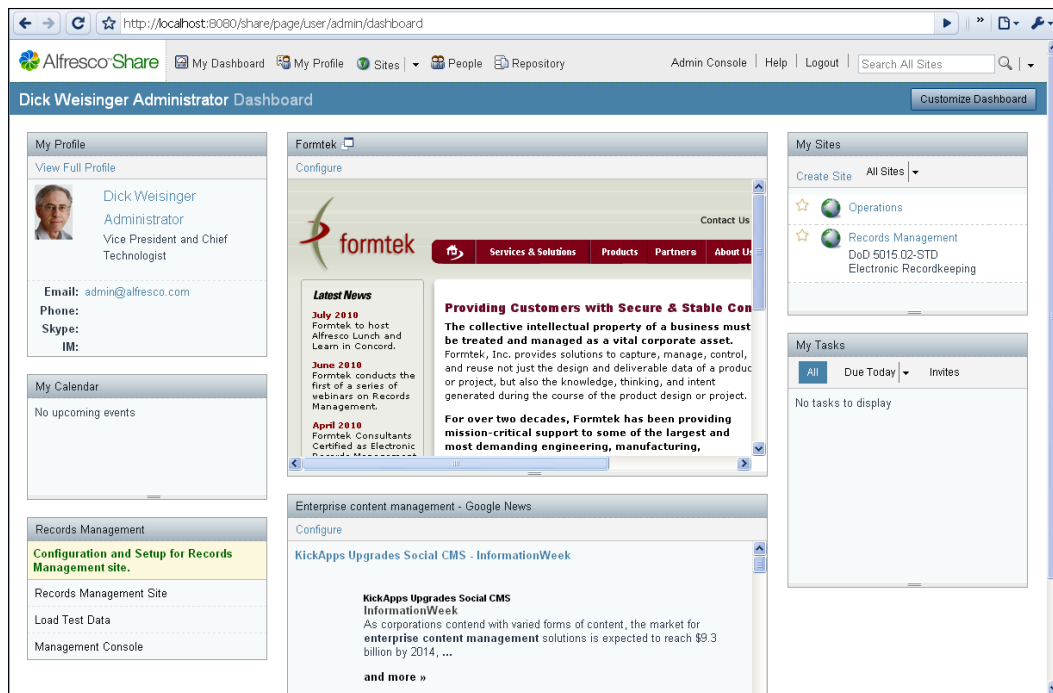 http://localhost:8080/share/page/user/admin/dashboard
»
Alfresco Share My Dashboard My Profile Sites People Repository Admin Console Help Logout Search All Sites
Dick Weisinger Administrator Dashboard Customize Dashboard
My Profile
View Full Profile
Dick Weisinger
Administrator
Vice President and Chief
Technologist
Email: admin@alfresco.com
Phone:
Skype:
IM:
My Calendar
No upcoming events
Records Management
Configuration and Setup for Records
Management site.
Records Management Site
Load Test Data
Management Console
Formtek
Configure
Contact Us
formtek
Services & Solutions Products Partners About Us
Latest News
July 2010
Formtek to host
Alfresco Lunch and
Learn in Concord.
June 2010
Formtek conducts the
first of a series of
webinars on Records
Management.
April 2010
Formtek Consultants
Certified as Electronic
Records Management
Providing Customers with Secure & Stable Con
The collective intellectual property of a business must
be treated and managed as a vital corporate asset.
Formtek, Inc. provides solutions to capture, manage, control,
and reuse not just the design and deliverable data of a produc
or project, but also the knowledge, thinking, and intent
generated during the course of the product design or project.
For over two decades, Formtek has been providing
mission-critical support to some of the largest and
most demanding engineering, manufacturing,
Enterprise content management - Google News
Configure
KickApps Upgrades Social CMS - InformationWeek
KickApps Upgrades Social CMS
InformationWeek
As corporations contend with varied forms of content, the market for
enterprise content management solutions is expected to reach $9.3
billion by 2014, ...
and more »
My Sites
Create Site All Sites
Operations
Records Management
DoD 5015.02-STD
Electronic Recordkeeping
My Tasks
All Due Today Invites
No tasks to display